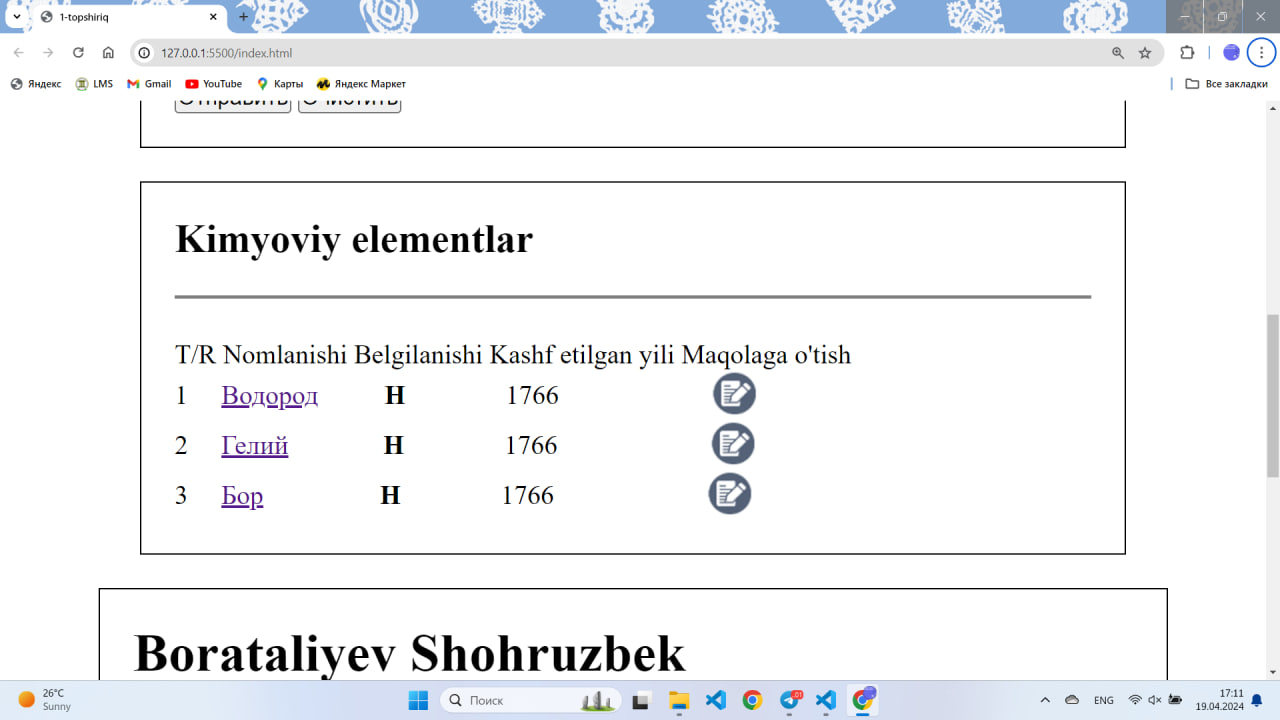 1-topshiriq
127.0.0.1:5500/index.html
Яндекс LMS Gmail YouTube Карты Яндекс Маркет Все закладки
Отправить Очистить
Kimyoviy elementlar
T/R Nomlanishi Belgilanishi Kashf etilgan yili Maqolaga o'tish
1 Водород H 1766
2 Гелий H 1766
3 Бор H 1766
Borataliyev Shohruzbek
26°C
Sunny
Поиск
ENG
17:11
19.04.2024